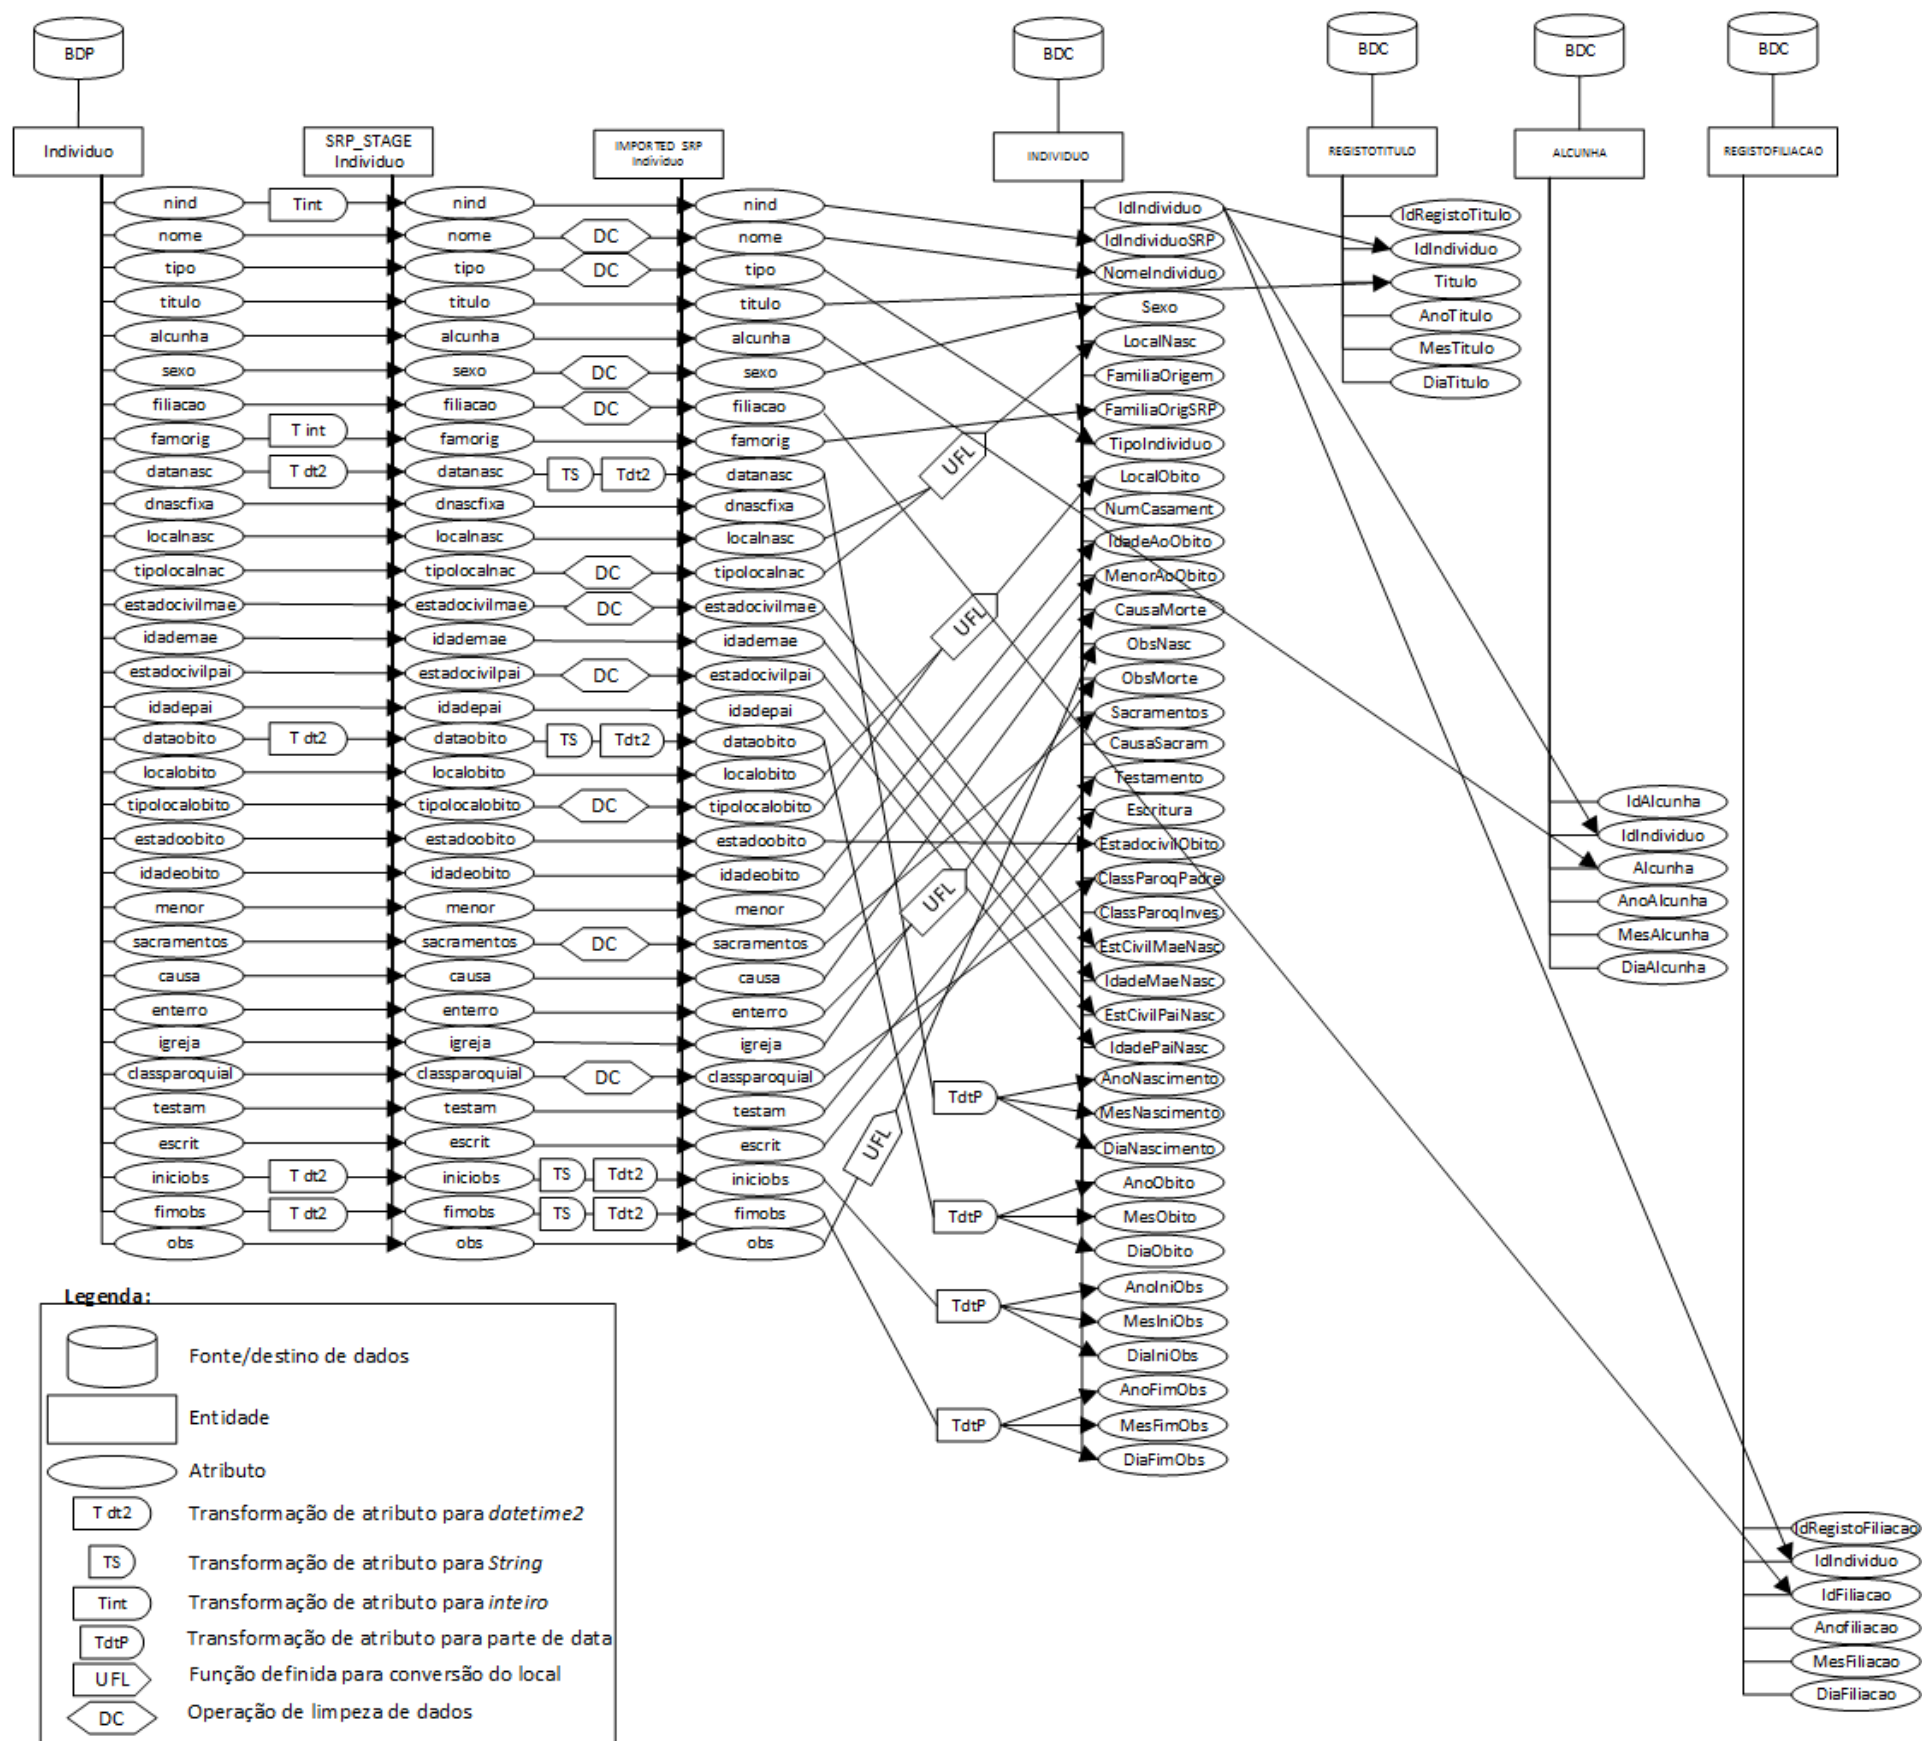 BDP
BDC
BDC
BDC
BDC
Individuo
SRP_STAGE
Individuo
IMPORTED SRP
Individuo
INDIVIDUO
REGISTOTITULO
ALCUNHA
REGISTOFILIACAO
nind
Tint
nind
nind
nome
nome
DC
nome
tipo
tipo
DC
tipo
titulo
titulo
titulo
alcunha
alcunha
alcunha
sexo
sexo
DC
sexo
filiacao
filiacao
DC
filiacao
famorig
T int
famorig
famorig
datanasc
T dt2
datanasc
TS
Tdt2
datanasc
dnascfixa
dnascfixa
dnascfixa
localnasc
localnasc
localnasc
tipolocalnac
tipolocalnac
DC
tipolocalnac
estadocivilmae
estadocivilmae
DC
estadocivilmae
idademae
idademae
idademae
estadocivilpai
estadocivilpai
DC
estadocivilpai
idadepai
idadepai
idadepai
dataobito
T dt2
dataobito
TS
Tdt2
dataobito
localobito
localobito
localobito
tipolocalobito
tipolocalobito
DC
tipolocalobito
estadoobito
estadoobito
estadoobito
idadeobito
idadeobito
idadeobito
menor
menor
menor
sacramentos
sacramentos
DC
sacramentos
causa
causa
causa
enterro
enterro
enterro
igreja
igreja
igreja
classparoquial
classparoquial
DC
classparoquial
testam
testam
testam
escrit
escrit
escrit
iniciobs
T dt2
iniciobs
TS
Tdt2
iniciobs
fimobs
T dt2
fimobs
TS
Tdt2
fimobs
obs
obs
obs
UFL
UFL
UFL
UFL
TdtP
TdtP
TdtP
TdtP
IdIndividuo
IdIndividuoSRP
NomeIndividuo
Sexo
LocalNasc
FamiliaOrigem
FamiliaOrigSRP
TipoIndividuo
LocalObito
NumCasament
IdadeAoObito
MenorAoObito
CausaMorte
ObsNasc
ObsMorte
Sacramentos
CausaSacram
Testamento
Escritura
EstadocivilObito
ClassParoqPadre
ClassParoqInves
EstCivilMaeNasc
IdadeMaeNasc
EstCivilPaiNasc
IdadePaiNasc
AnoNascimento
MesNascimento
DiaNascimento
AnoObito
MesObito
DiaObito
AnoIniObs
MesIniObs
DiaIniObs
AnoFimObs
MesFimObs
DiaFimObs
IdRegistoTitulo
IdIndividuo
Titulo
AnoTitulo
MesTitulo
DiaTitulo
IdAlcunha
IdIndividuo
Alcunha
AnoAlcunha
MesAlcunha
DiaAlcunha
IdRegistoFiliacao
IdIndividuo
IdFiliacao
Anofiliacao
MesFiliacao
DiaFiliacao
Legenda:
Fonte/destino de dados
Entidade
Atributo
T dt2
Transformação de atributo para datetime2
TS
Transformação de atributo para String
Tint
Transformação de atributo para inteiro
TdtP
Transformação de atributo para parte de data
UFL
Função definida para conversão do local
DC
Operação de limpeza de dados